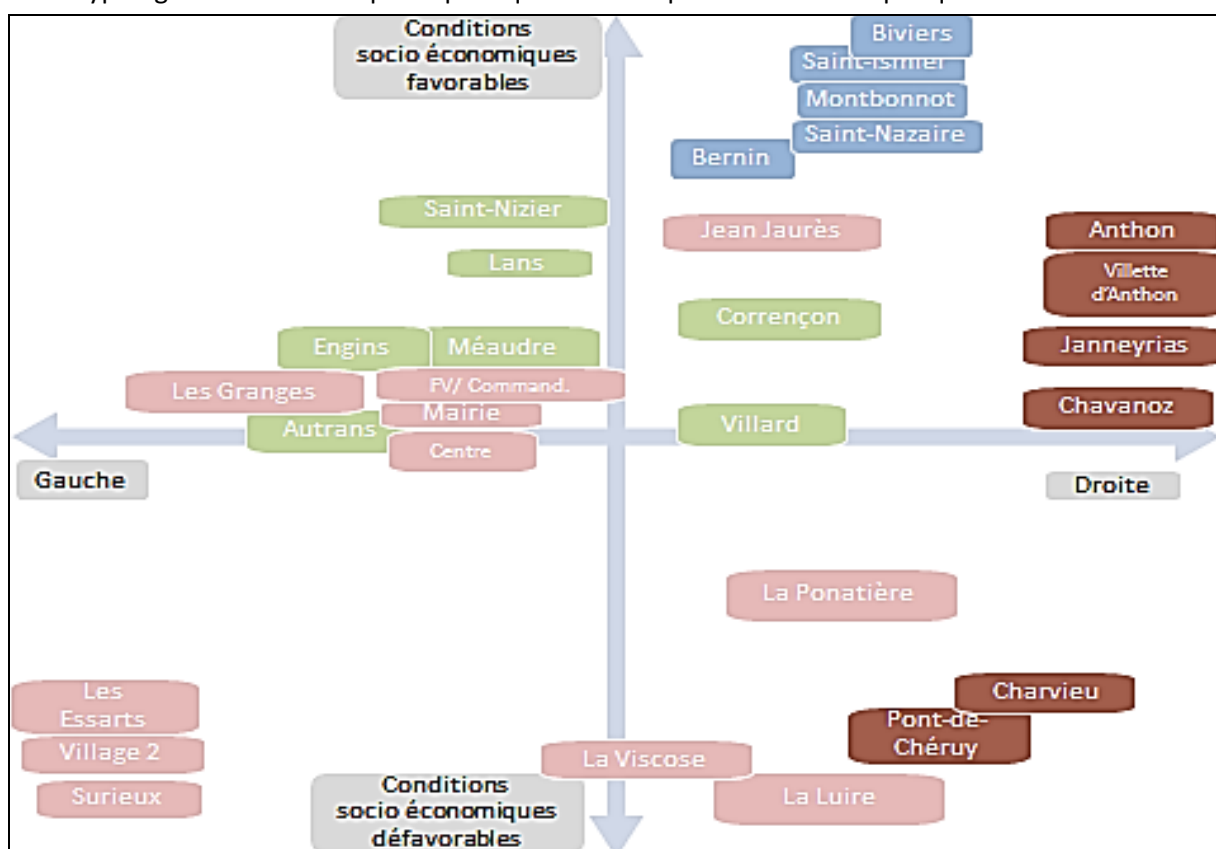 Conditions
socio économiques
favorables
Biviers
Saint-Ismier
Montbonnot
Saint-Nazaire
Bernin
Saint-Nizier
Jean Jaurès
Anthon
Lans
Villette
d'Anthon
Corrençon
Engins
Méaudre
Janneyrias
Les Granges
FV/ Command.
Mairie
Chavanoz
Autrans
Villard
Centre
Gauche
Droite
La Ponatière
Les
Essarts
Charvieu
Pont-de-
Chéruy
Village 2
La Viscose
Surieux
La Luire
Conditions
socio économiques
défavorables